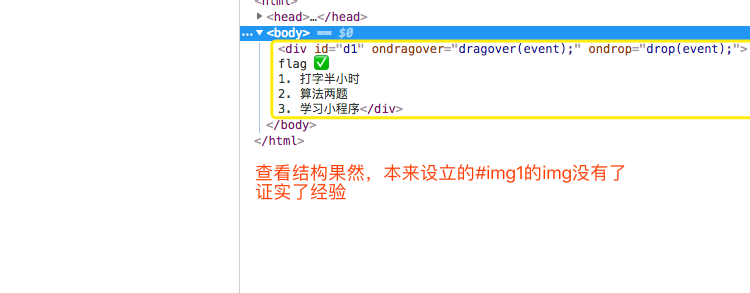 <html>
▶<head>…</head>
…▼<body> == $0
<div id="d1" ondragover="dragover(event);" ondrop="drop(event);">
flag ✅
1. 打字半小时
2. 算法两题
3. 学习小程序</div>
</body>
</html>
查看结构果然，本来设立的#img1的img没有了
证实了经验